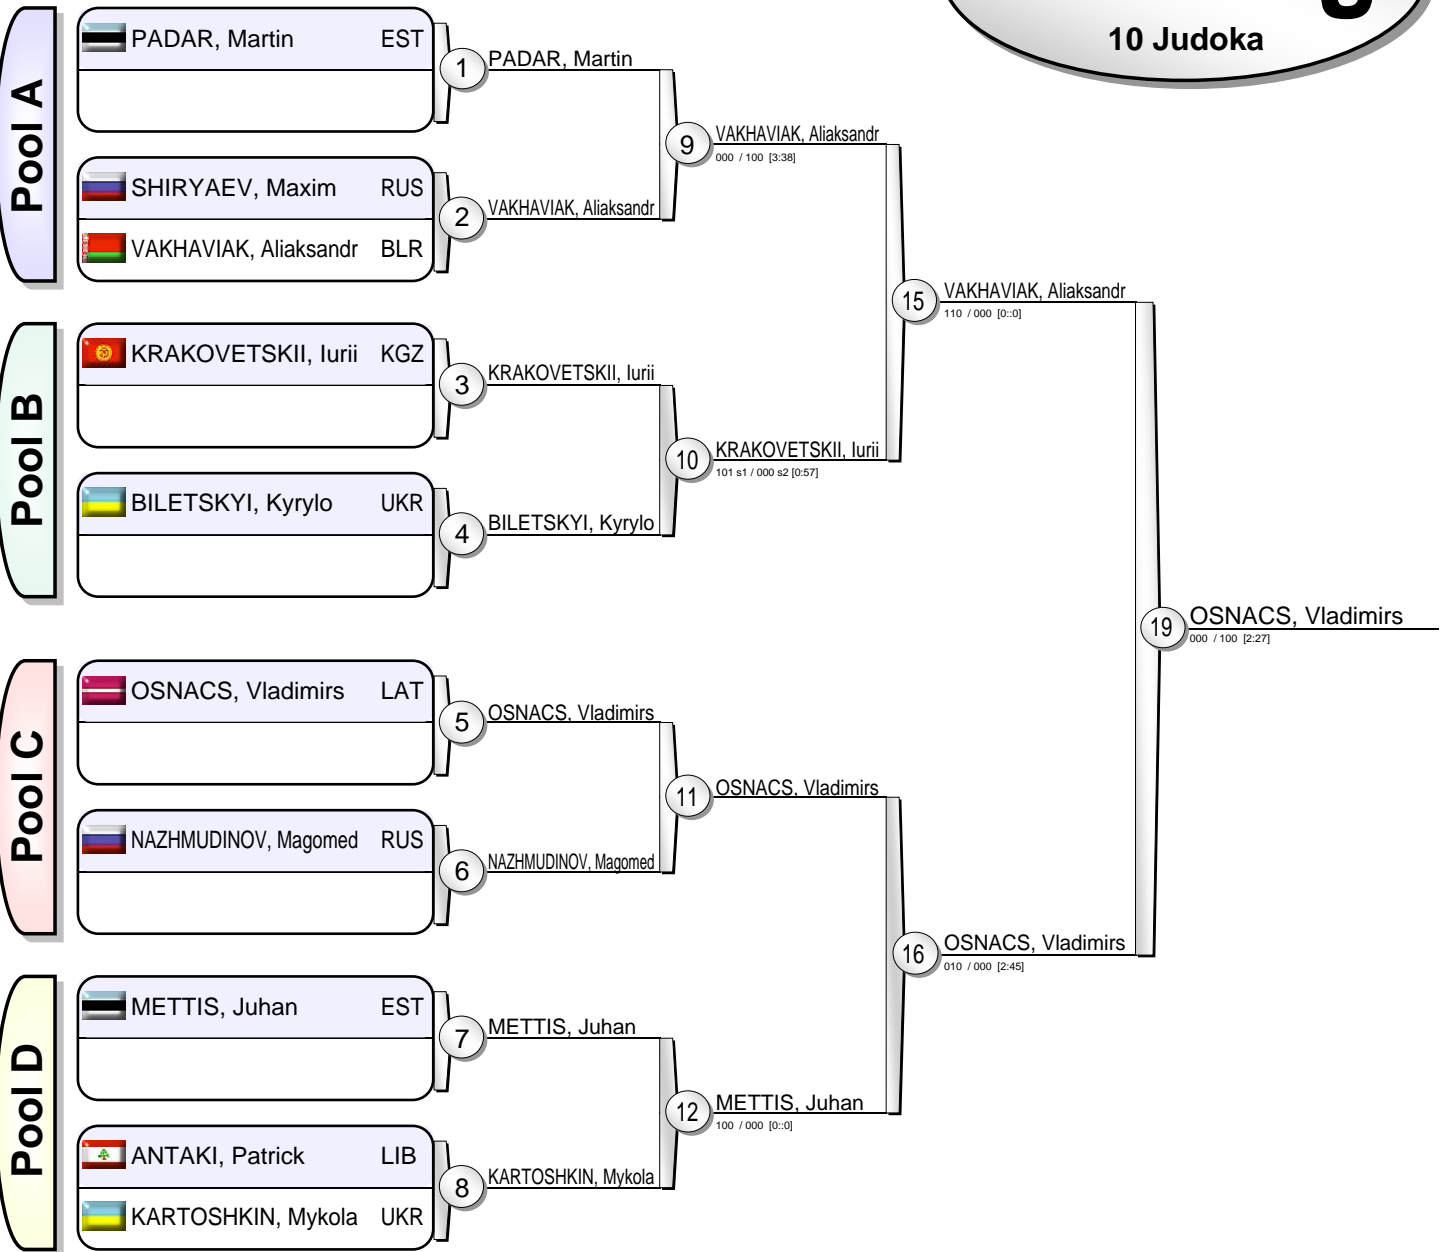 10 Judoka
Pool A
PADAR, Martin EST
1
PADAR, Martin
SHIRYAEV, Maxim RUS
VAKHAVIAK, Aliaksandr BLR
2
VAKHAVIAK, Aliaksandr
9
VAKHAVIAK, Aliaksandr
000 / 100 [3:38]
Pool B
KRAKOVETSKII, Iurii KGZ
3
KRAKOVETSKII, Iurii
BILETSKYI, Kyrylo UKR
4
BILETSKYI, Kyrylo
10
KRAKOVETSKII, Iurii
101 s1 / 000 s2 [0:57]
15
VAKHAVIAK, Aliaksandr
110 / 000 [0::0]
Pool C
OSNACS, Vladimirs LAT
5
OSNACS, Vladimirs
NAZHMUDINOV, Magomed RUS
6
NAZHMUDINOV, Magomed
11
OSNACS, Vladimirs
Pool D
METTIS, Juhan EST
7
METTIS, Juhan
ANTAKI, Patrick LIB
KARTOSHKIN, Mykola UKR
8
KARTOSHKIN, Mykola
12
METTIS, Juhan
100 / 000 [0::0]
16
OSNACS, Vladimirs
010 / 000 [2:45]
19
OSNACS, Vladimirs
000 / 100 [2:27]